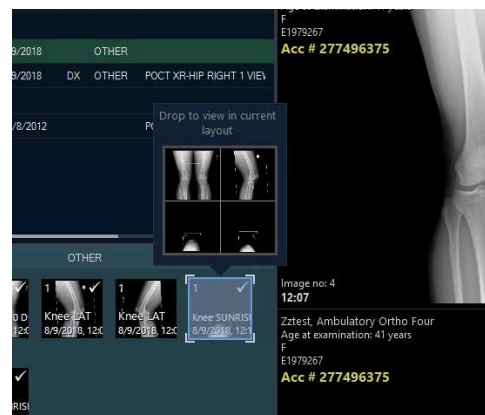 F
E1979267
Acc # 277496375
9/2018 OTHER
9/2018 DX OTHER POCT XR-HIP RIGHT 1 VIEW
/8/2012
Drop to view in current
layout
OTHER
1
1
1
Knee LAT
Knee LAT
Knee SUNRISI
8/9/2018, 12:0
8/9/2018, 12:0
8/9/2018, 12:1
Image no: 4
12:07
Zztest, Ambulatory Ortho Four
Age at examination: 41 years
F
E1979267
Acc # 277496375
RISI